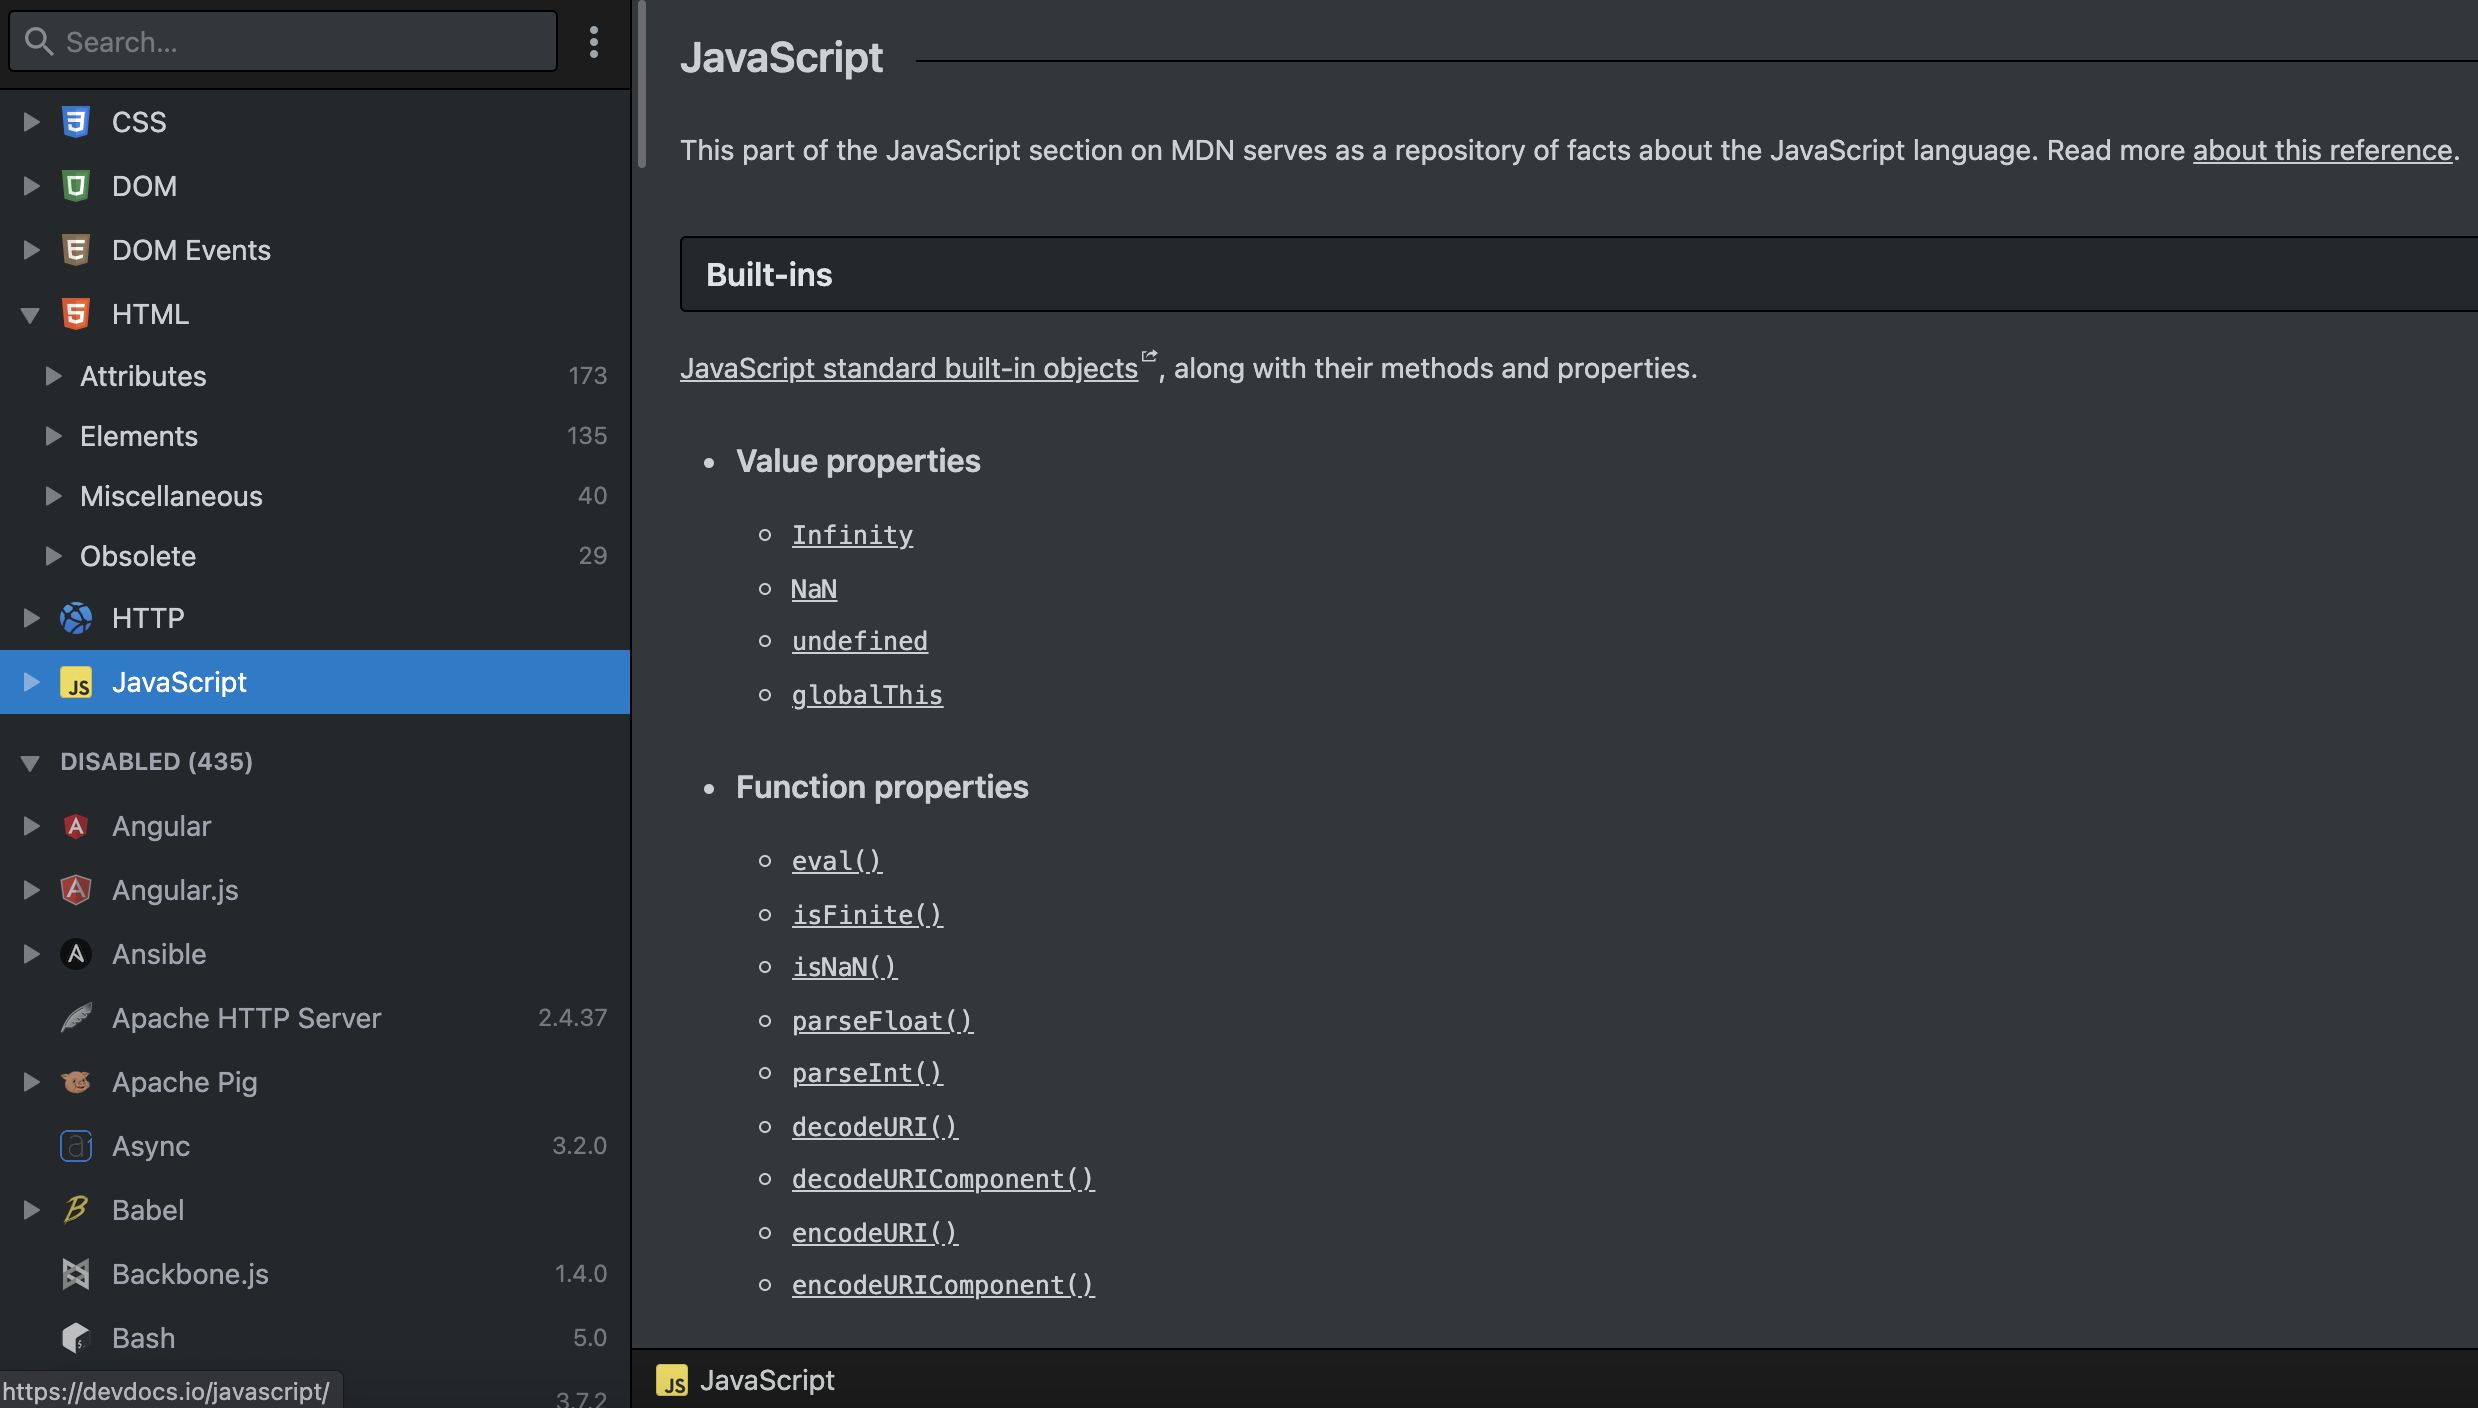 Search...
CSS
DOM
DOM Events
HTML
Attributes 173
Elements 135
Miscellaneous 40
Obsolete 29
HTTP
JS JavaScript
DISABLED (435)
Angular
Angular.js
Ansible
Apache HTTP Server 2.4.37
Apache Pig
Async 3.2.0
Babel
Backbone.js 1.4.0
Bash 5.0
https://devdocs.io/javascript/ 3.7.2
JavaScript
This part of the JavaScript section on MDN serves as a repository of facts about the JavaScript language. Read more about this reference.
Built-ins
JavaScript standard built-in objects, along with their methods and properties.
Value properties
Infinity
NaN
undefined
globalThis
Function properties
eval()
isFinite()
isNaN()
parseFloat()
parseInt()
decodeURI()
decodeURIComponent()
encodeURI()
encodeURIComponent()
JS JavaScript